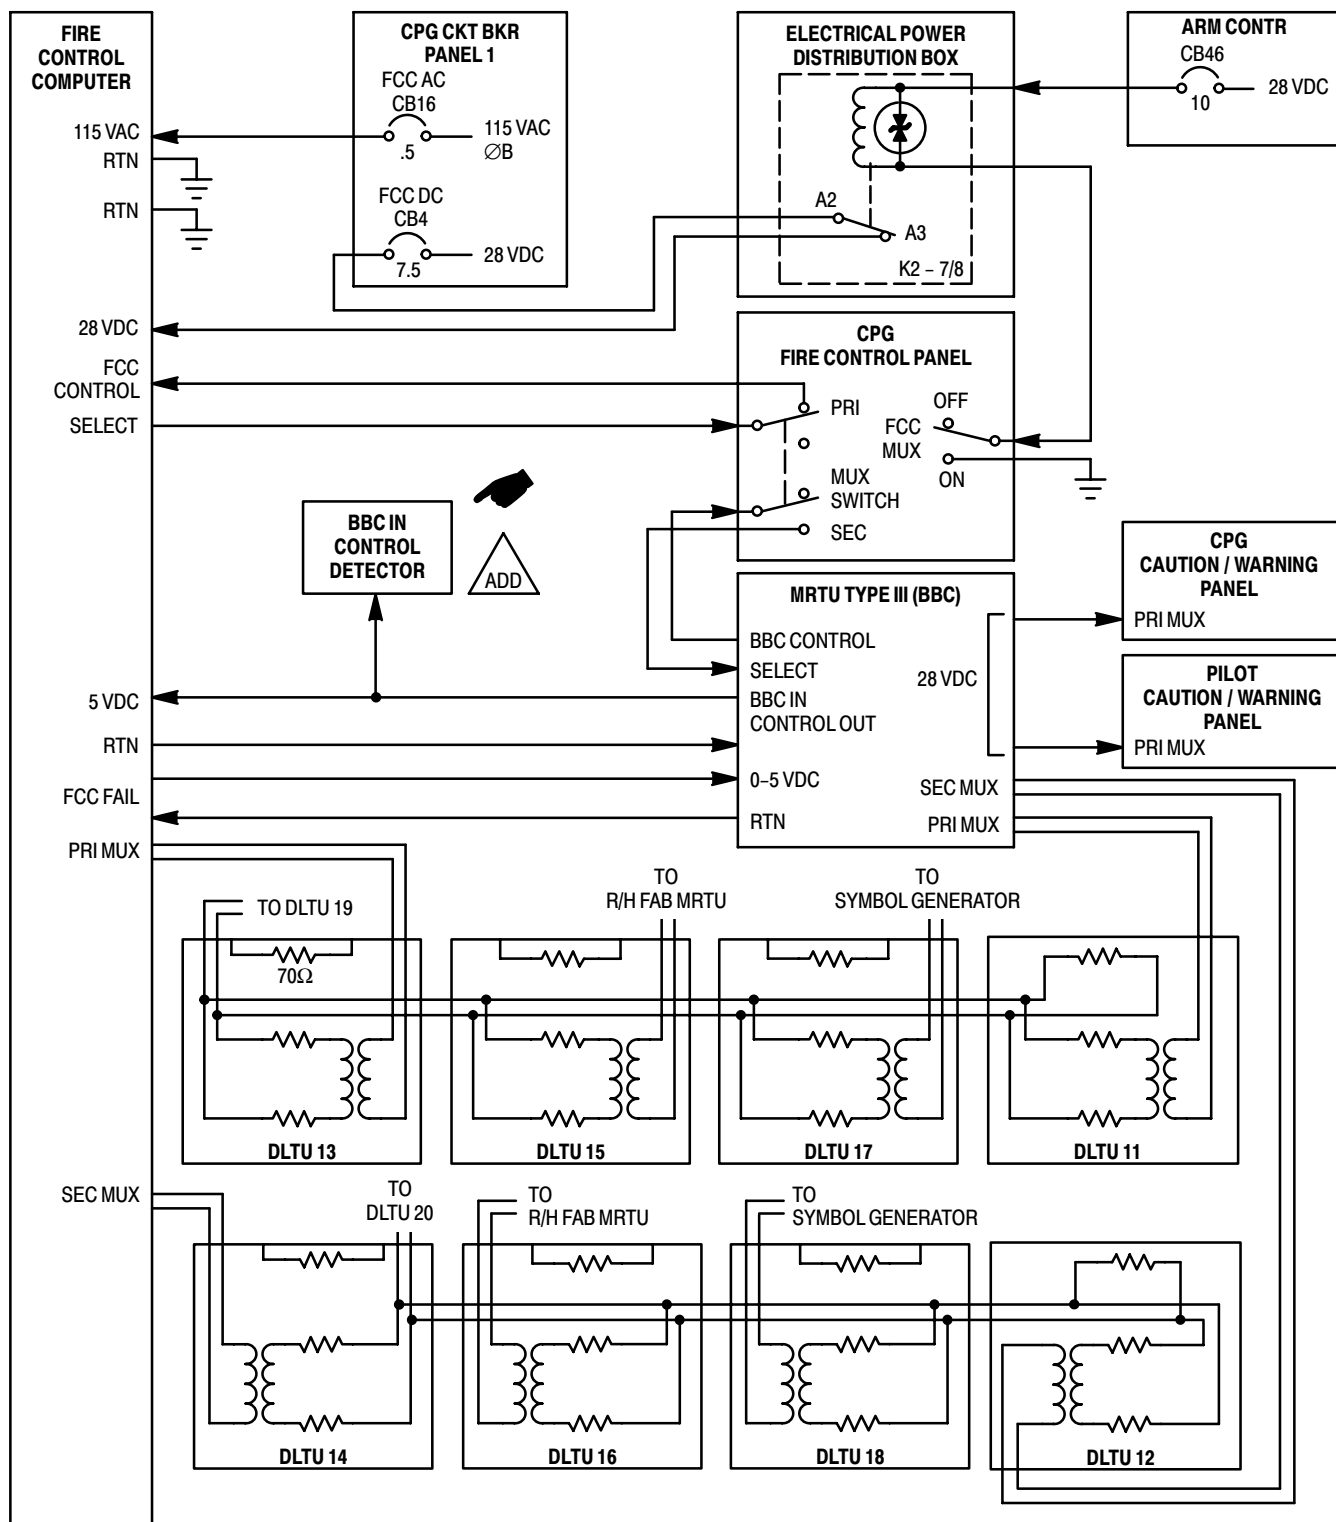 FIRE
CONTROL
COMPUTER
115 VAC
RTN
RTN
28 VDC
FCC
CONTROL
SELECT
5 VDC
RTN
FCC FAIL
PRI MUX
SEC MUX
CPG CKT BKR
PANEL 1
FCC AC
CB16
.5
115 VAC
∅B
FCC DC
CB4
7.5
28 VDC
ELECTRICAL POWER
DISTRIBUTION BOX
A2
A3
K2 – 7/8
ARM CONTR
CB46
10
28 VDC
CPG
FIRE CONTROL PANEL
PRI
MUX
SWITCH
SEC
OFF
FCC
MUX
ON
BBC IN
CONTROL
DETECTOR
ADD
MRTU TYPE III (BBC)
BBC CONTROL
SELECT
BBC IN
CONTROL OUT
0–5 VDC
RTN
28 VDC
SEC MUX
PRI MUX
CPG
CAUTION / WARNING
PANEL
PRI MUX
PILOT
CAUTION / WARNING
PANEL
PRI MUX
TO DLTU 19
70Ω
DLTU 13
TO
R/H FAB MRTU
DLTU 15
TO
SYMBOL GENERATOR
DLTU 17
DLTU 11
TO
DLTU 20
DLTU 14
TO
R/H FAB MRTU
DLTU 16
TO
SYMBOL GENERATOR
DLTU 18
DLTU 12